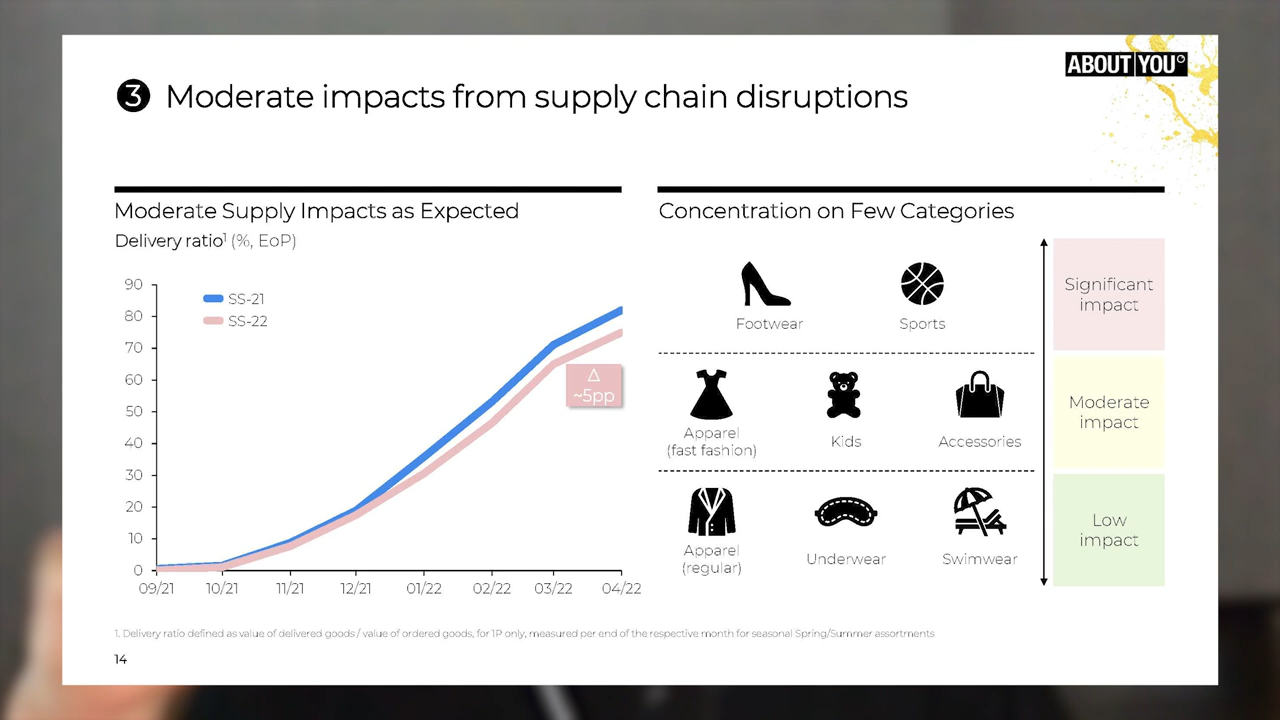 ABOUT YOU°
3 Moderate impacts from supply chain disruptions
Moderate Supply Impacts as Expected
Delivery ratio¹ (%, EoP)
90
80
70
60
50
40
30
20
10
0
SS-21
SS-22
Δ
~5pp
09/21 10/21 11/21 12/21 01/22 02/22 03/22 04/22
Concentration on Few Categories
Footwear Sports
Significant
impact
Apparel
(fast fashion)
Kids
Accessories
Moderate
impact
Apparel
(regular)
Underwear
Swimwear
Low
impact
1. Delivery ratio defined as value of delivered goods / value of ordered goods, for 1P only, measured per end of the respective month for seasonal Spring/Summer assortments
14